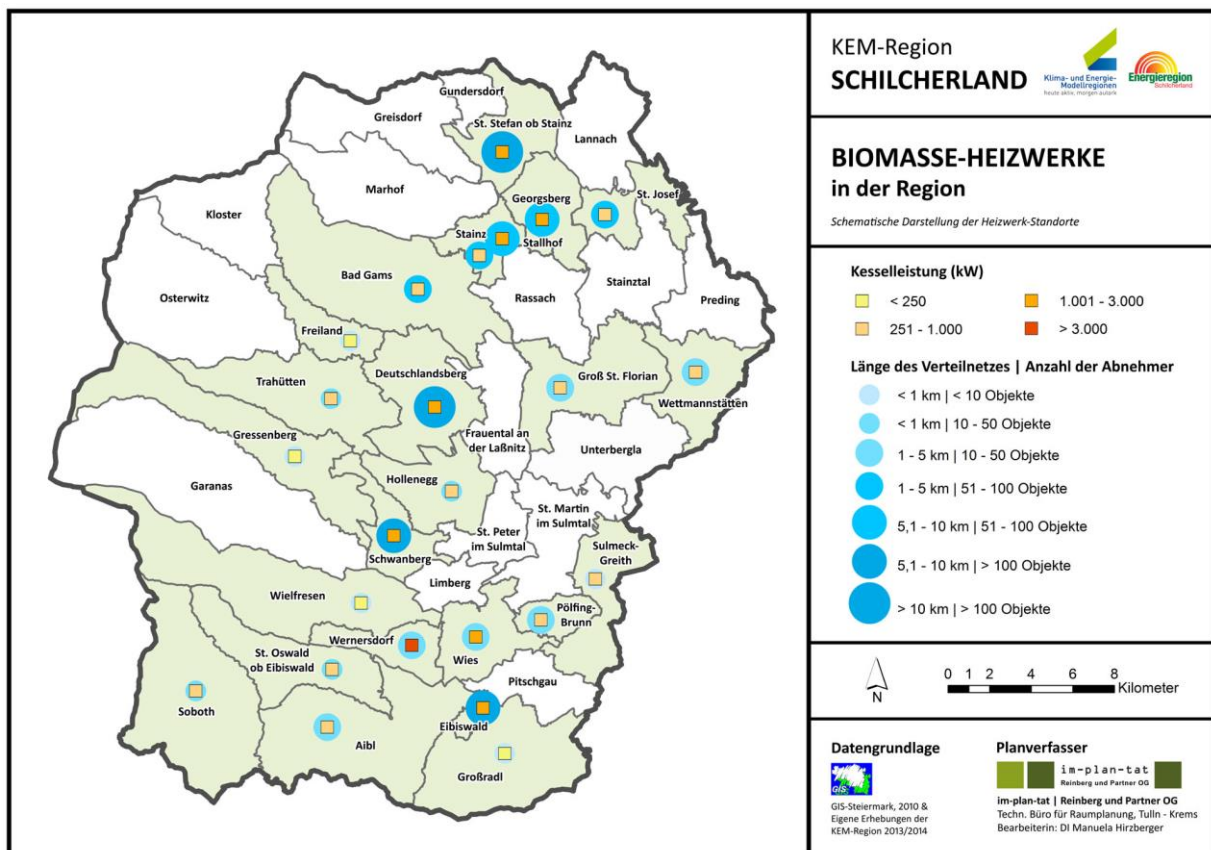 KEM-Region
SCHILCHERLAND
Klima- und Energie-
Modellregionen
heute aktiv, morgen autark
Energieregion
Schilcherland
BIOMASSE-HEIZWERKE
in der Region
Schematische Darstellung der Heizwerk-Standorte
Kesselleistung (kW)
< 250
1.001 - 3.000
251 - 1.000
> 3.000
Länge des Verteilnetzes | Anzahl der Abnehmer
< 1 km | < 10 Objekte
< 1 km | 10 - 50 Objekte
1 - 5 km | 10 - 50 Objekte
1 - 5 km | 51 - 100 Objekte
5,1 - 10 km | 51 - 100 Objekte
5,1 - 10 km | > 100 Objekte
> 10 km | > 100 Objekte
N
0 1 2 4 6 8
Kilometer
Datengrundlage
GIS
GIS-Steiermark, 2010 &
Eigene Erhebungen der
KEM-Region 2013/2014
Planverfasser
im-plan-tat
Reinberg und Partner OG
im-plan-tat | Reinberg und Partner OG
Techn. Büro für Raumplanung, Tulln - Krems
Bearbeiterin: DI Manuela Hirzberger
Gundersdorf
Greisdorf
St. Stefan ob Stainz
Lannach
Marhof
Georgsberg
St. Josef
Kloster
Stainz
Stallhof
Bad Gams
Stainztal
Osterwitz
Rassach
Preding
Freiland
Trahütten
Deutschlandsberg
Groß St. Florian
Wettmannstätten
Gressenberg
Frauental an
der Laßnitz
Unterbergla
Garanas
Hollenegg
St. Martin
im Sulmtal
St. Peter
im Sulmtal
Schwanberg
Sulmeck-
Greith
Limberg
Wielfresen
Pölfing-
Brunn
Wernersdorf
St. Oswald
ob Eibiswald
Wies
Pitschgau
Soboth
Eibiswald
Aibl
Großradl